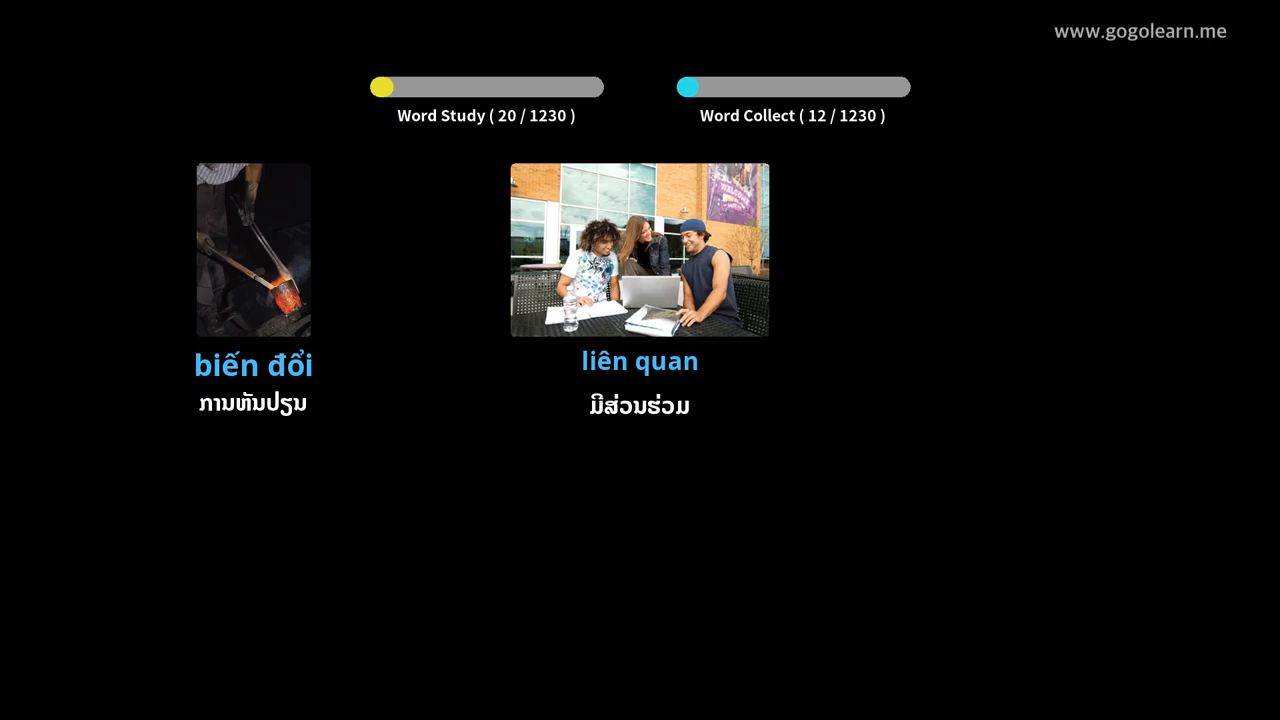 www.gogolearn.me
Word Study ( 20 / 1230 )
Word Collect ( 12 / 1230 )
WELCOME
biến đổi
ການຫັນປຽນ
liên quan
ມີສ່ວນຮ່ວມ